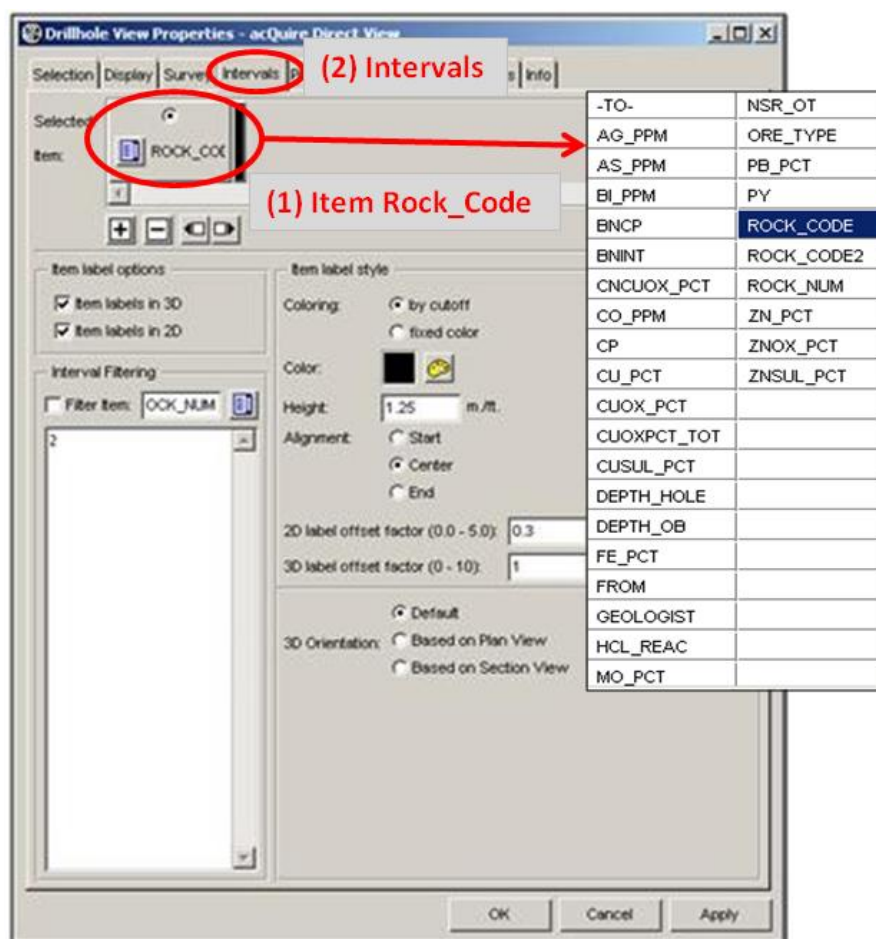 Drillhole View Properties - acQuire Direct View
Selection Display Survey Intervals P s Info
(2) Intervals
Selected
Item: ROCK_COD
(1) Item Rock_Code
Item label options
Item labels in 3D
Item labels in 2D
Interval Filtering
Filter Item: OCK_NUM
2
Item label style
Coloring: by cutoff
fixed color
Color:
Height: 1.25 m./ft.
Alignment: Start
Center
End
2D label offset factor (0.0 - 5.0): 0.3
3D label offset factor (0 - 10): 1
Default
3D Orientation: Based on Plan View
Based on Section View
-TO- NSR_OT
AG_PPM ORE_TYPE
AS_PPM PB_PCT
BI_PPM PY
BNCP ROCK_CODE
BNINT ROCK_CODE2
CNCUOX_PCT ROCK_NUM
CO_PPM ZN_PCT
CP ZNOX_PCT
CU_PCT ZNSUL_PCT
CUOX_PCT
CUOXPCT_TOT
CUSUL_PCT
DEPTH_HOLE
DEPTH_OB
FE_PCT
FROM
GEOLOGIST
HCL_REAC
MO_PCT
OK Cancel Apply